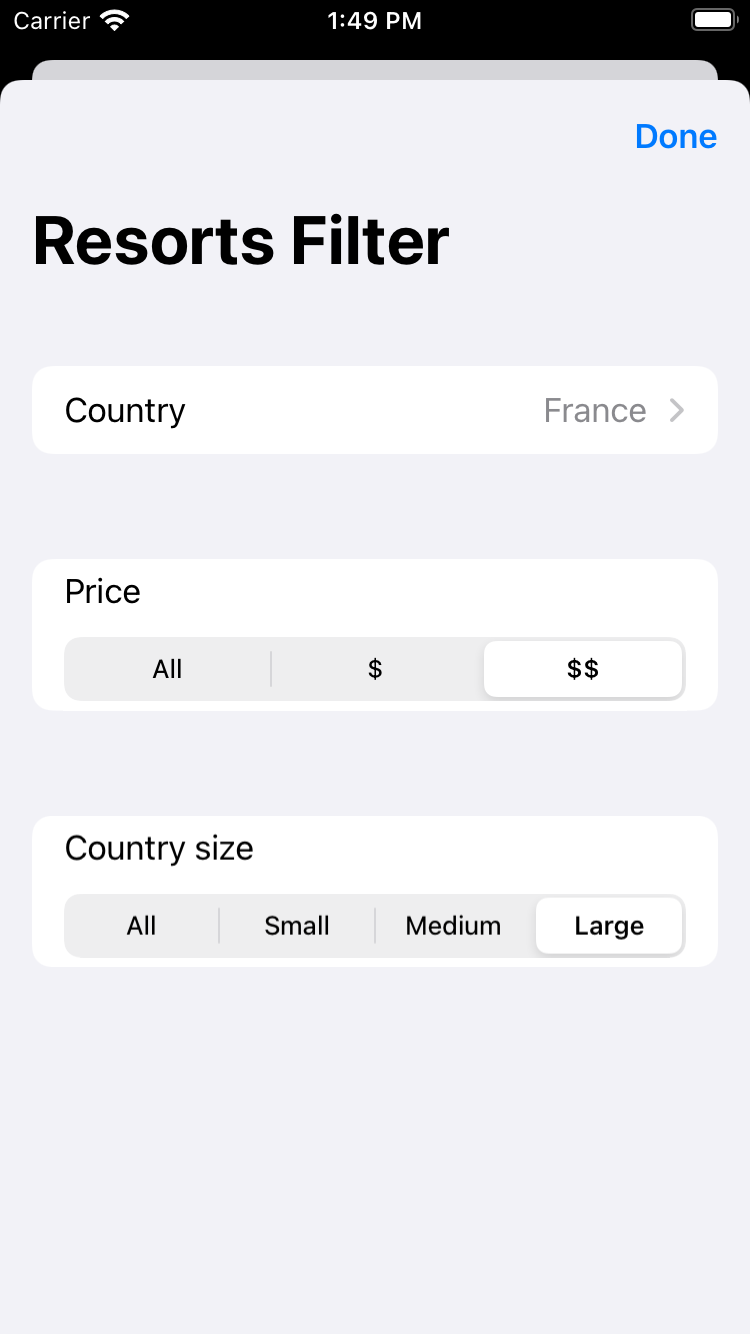 Carrier 1:49 PM
Done
Resorts Filter
Country France
Price
All $ $$
Country size
All Small Medium Large